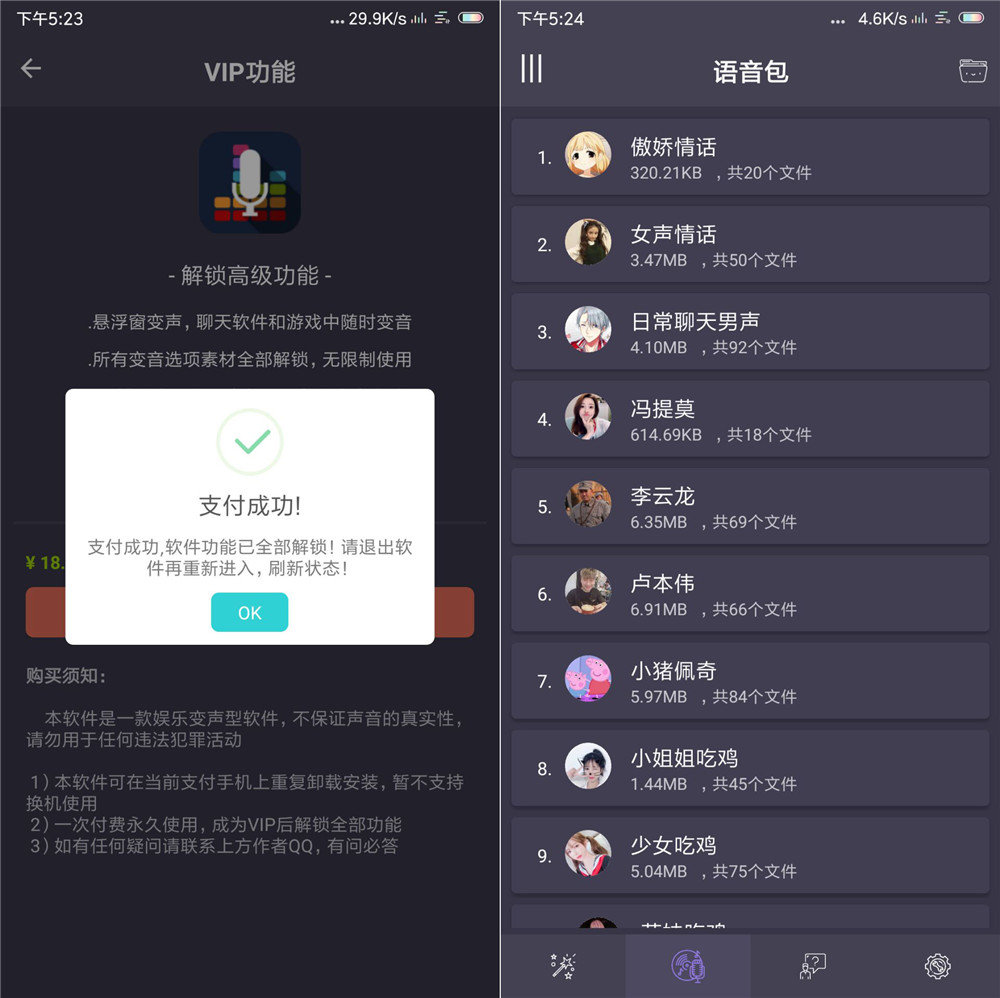 下午5:23
... 29.9K/s
VIP功能
- 解锁高级功能 -
.悬浮窗变声，聊天软件和游戏中随时变音
.所有变音选项素材全部解锁，无限制使用
支付成功!
支付成功,软件功能已全部解锁! 请退出软
件再重新进入，刷新状态!
OK
¥ 18.
购买须知:
本软件是一款娱乐变声型软件，不保证声音的真实性，
请勿用于任何违法犯罪活动
1）本软件可在当前支付手机上重复卸载安装，暂不支持
换机使用
2）一次付费永久使用，成为VIP后解锁全部功能
3）如有任何疑问请联系上方作者QQ，有问必答
下午5:24
... 4.6K/s
语音包
1.
傲娇情话
320.21KB ，共20个文件
2.
女声情话
3.47MB ，共50个文件
3.
日常聊天男声
4.10MB ，共92个文件
4.
冯提莫
614.69KB ，共18个文件
5.
李云龙
6.35MB ，共69个文件
6.
卢本伟
6.91MB ，共66个文件
7.
小猪佩奇
5.97MB ，共84个文件
8.
小姐姐吃鸡
1.44MB ，共45个文件
9.
少女吃鸡
5.04MB ，共75个文件